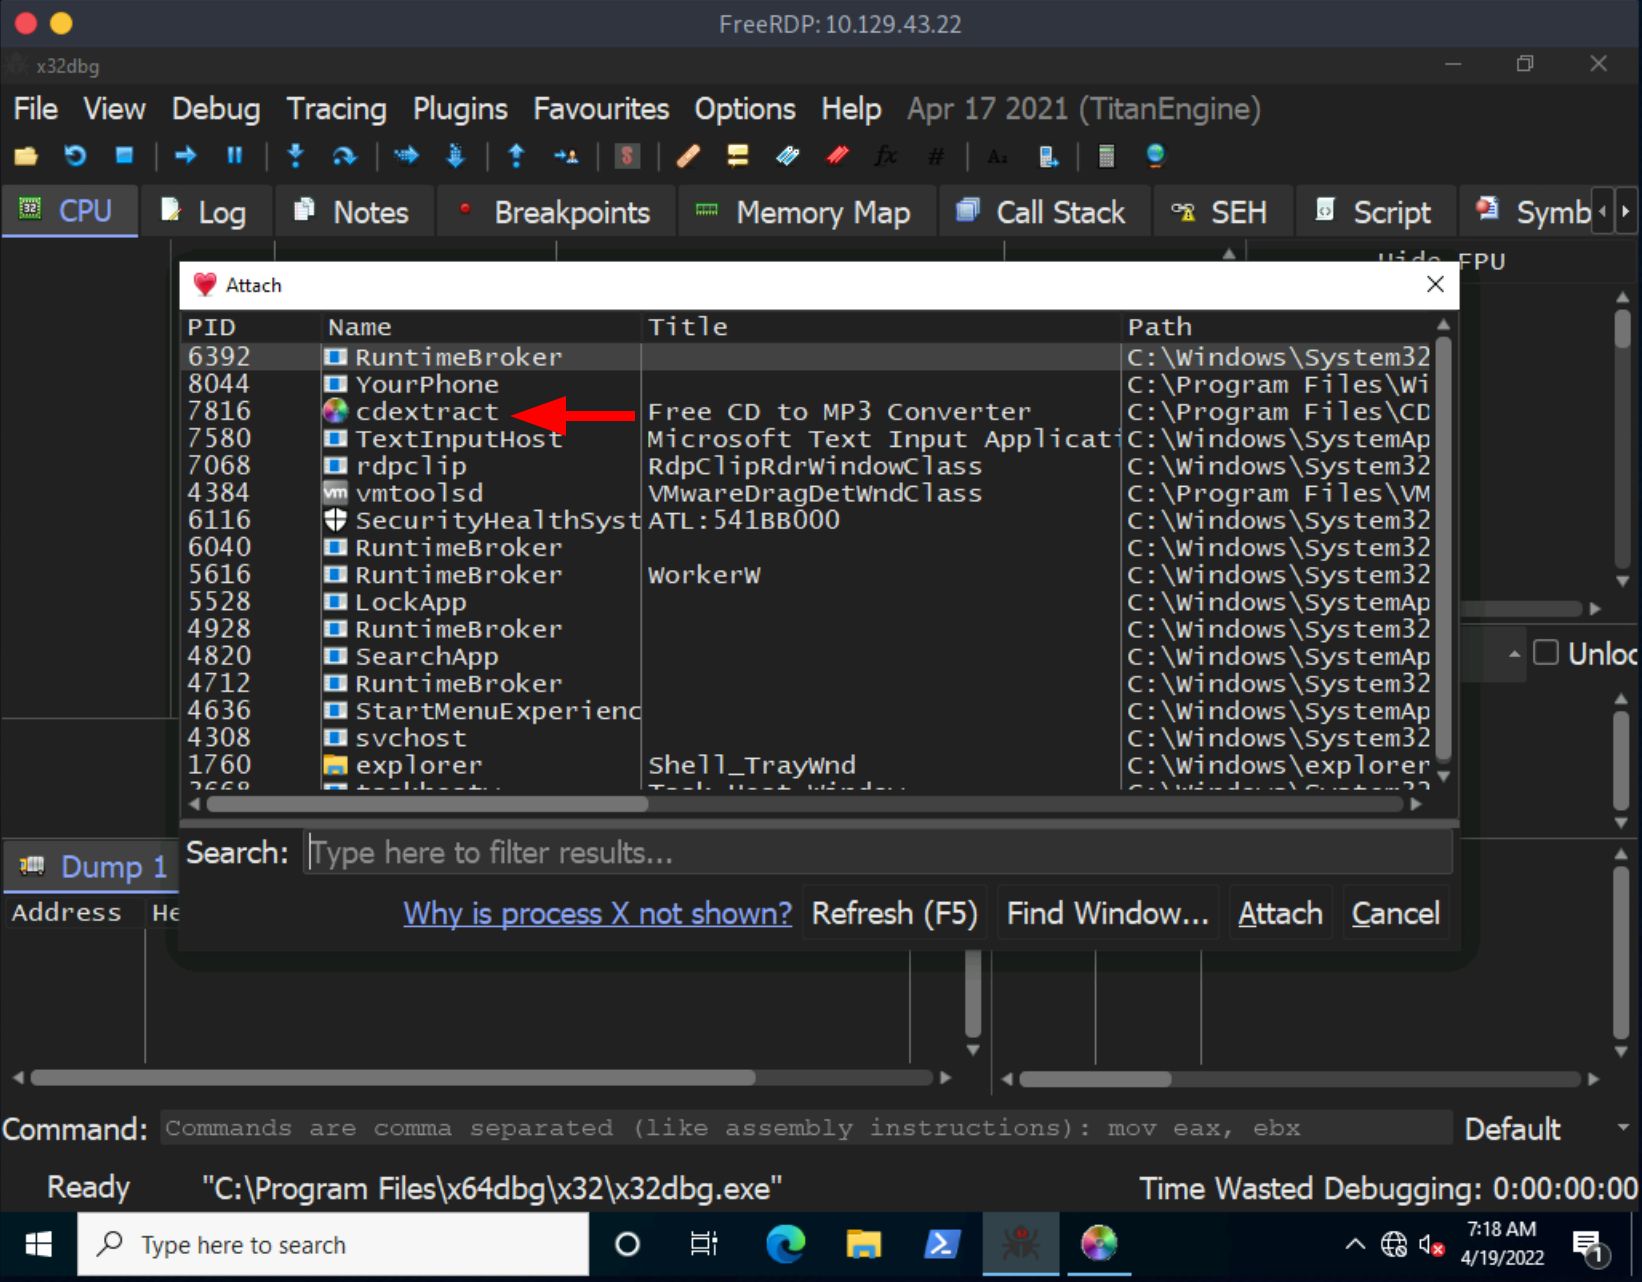 FreeRDP: 10.129.43.22
x32dbg
File View Debug Tracing Plugins Favourites Options Help Apr 17 2021 (TitanEngine)
CPU Log Notes Breakpoints Memory Map Call Stack SEH Script Symb
Hide FPU
Attach
PID Name Title Path
6392 RuntimeBroker C:\Windows\System32
8044 YourPhone C:\Program Files\Wi
7816 cdextract Free CD to MP3 Converter C:\Program Files\CD
7580 TextInputHost Microsoft Text Input Applicati C:\Windows\SystemAp
7068 rdpclip RdpClipRdrWindowClass C:\Windows\System32
4384 vmtoolsd VMwareDragDetWndClass C:\Program Files\VM
6116 SecurityHealthSyst ATL:541BB000 C:\Windows\System32
6040 RuntimeBroker C:\Windows\System32
5616 RuntimeBroker WorkerW C:\Windows\System32
5528 LockApp C:\Windows\SystemAp
4928 RuntimeBroker C:\Windows\System32
4820 SearchApp C:\Windows\SystemAp
4712 RuntimeBroker C:\Windows\System32
4636 StartMenuExperienc C:\Windows\SystemAp
4308 svchost C:\Windows\System32
1760 explorer Shell_TrayWnd C:\Windows\explorer
Unloc
Search: Type here to filter results...
Why is process X not shown? Refresh (F5) Find Window... Attach Cancel
Dump 1
Address He
Command: Commands are comma separated (like assembly instructions): mov eax, ebx Default
Ready "C:\Program Files\x64dbg\x32\x32dbg.exe" Time Wasted Debugging: 0:00:00:00
Type here to search
7:18 AM
4/19/2022
1